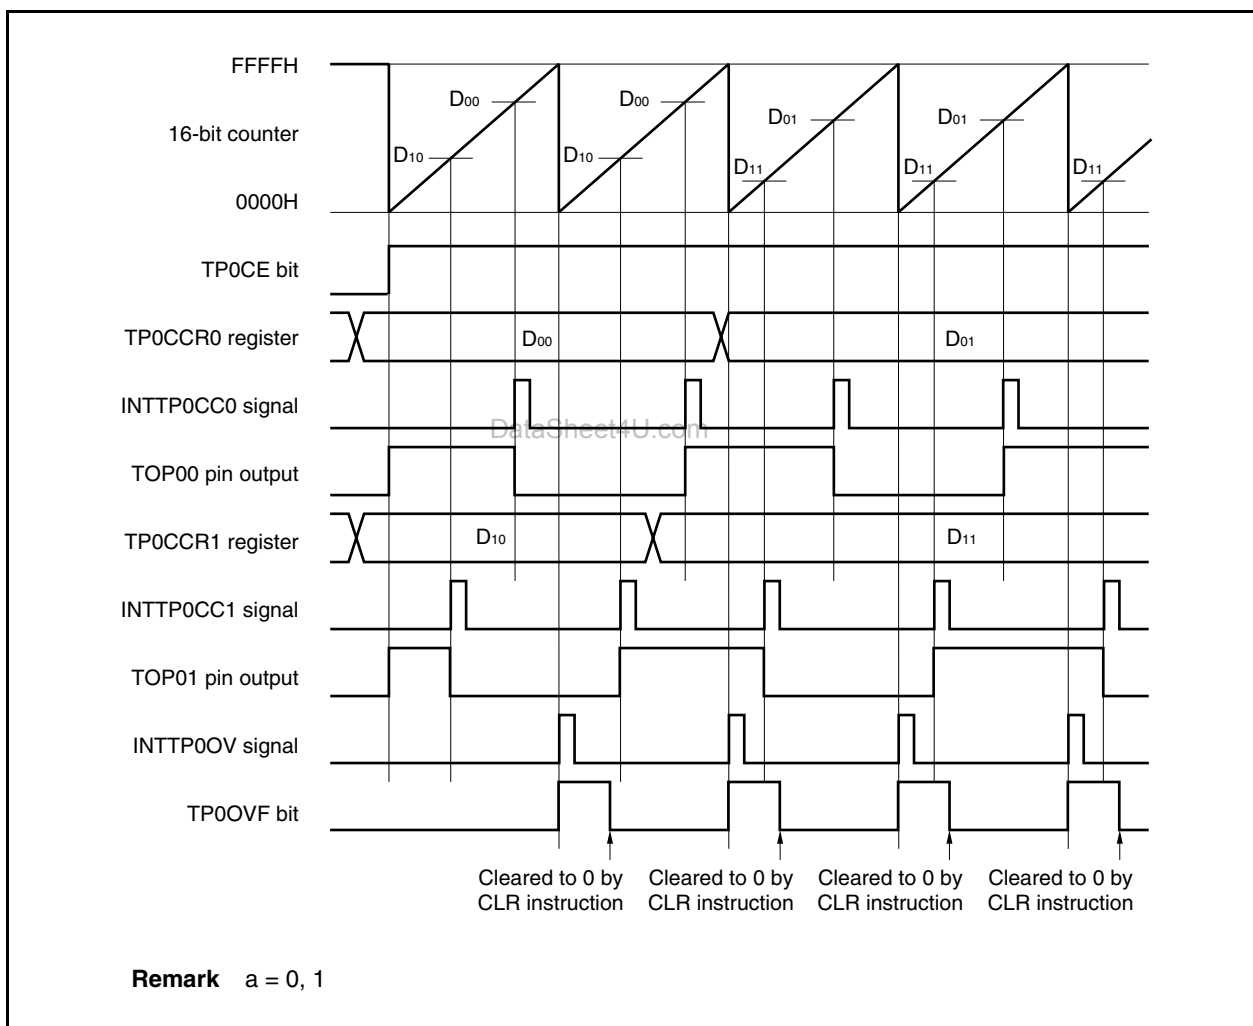 FFFFH
D00
D00
D01
D01
16-bit counter
D10
D10
D11
D11
D11
0000H
TP0CE bit
TP0CCR0 register
D00
D01
INTTP0CC0 signal
DataSheet4U.com
TOP00 pin output
TP0CCR1 register
D10
D11
INTTP0CC1 signal
TOP01 pin output
INTTP0OV signal
TP0OVF bit
Cleared to 0 by
CLR instruction
Cleared to 0 by
CLR instruction
Cleared to 0 by
CLR instruction
Cleared to 0 by
CLR instruction
Remark a = 0, 1